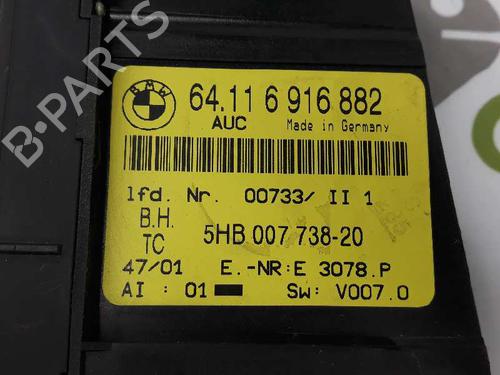 BMW
64.11 6 916 882
AUC Made in Germany
lfd. Nr. 00733/ II 1
B.H.
TC 5HB 007 738-20
47/01 E.-NR:E 3078.P
AI : 01 SW: V007.0
B-PARTS